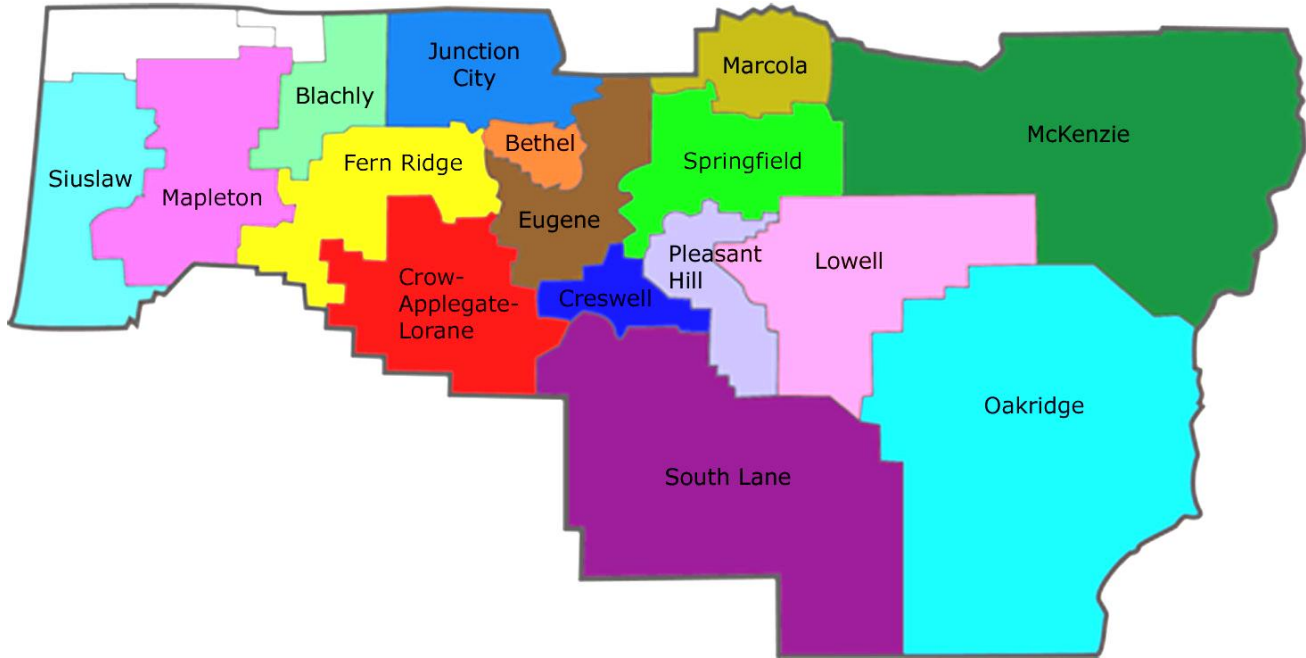 Junction
City
Marcola
Blachly
McKenzie
Bethel
Fern Ridge
Springfield
Siuslaw
Mapleton
Eugene
Pleasant
Hill
Lowell
Crow-
Applegate-
Lorane
Creswell
Oakridge
South Lane